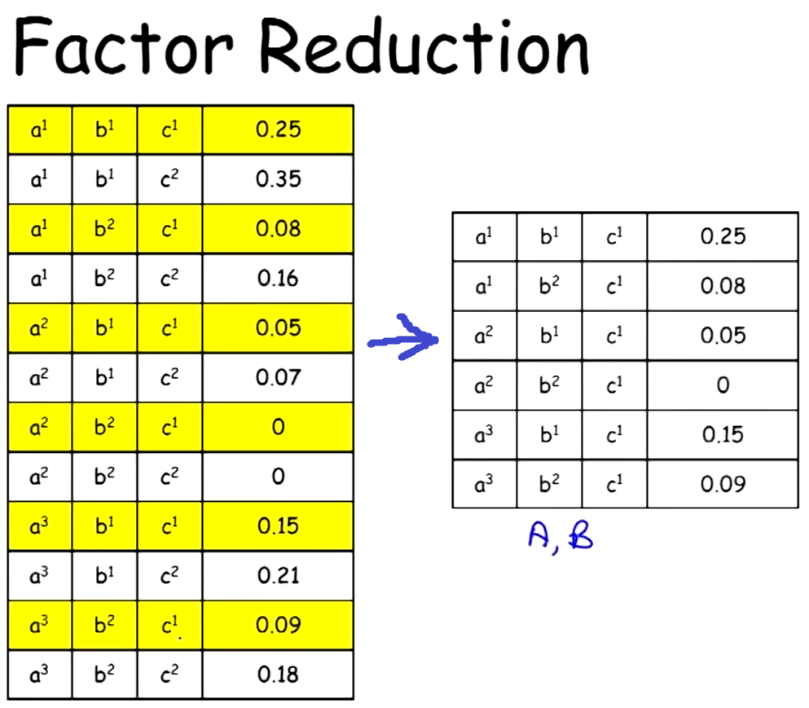 Factor Reduction
a¹ b¹ c¹ 0.25
a¹ b¹ c² 0.35
a¹ b² c¹ 0.08
a¹ b² c² 0.16
a² b¹ c¹ 0.05
a² b¹ c² 0.07
a² b² c¹ 0
a² b² c² 0
a³ b¹ c¹ 0.15
a³ b¹ c² 0.21
a³ b² c¹ 0.09
a³ b² c² 0.18
a¹ b¹ c¹ 0.25
a¹ b² c¹ 0.08
a² b¹ c¹ 0.05
a² b² c¹ 0
a³ b¹ c¹ 0.15
a³ b² c¹ 0.09
A, B